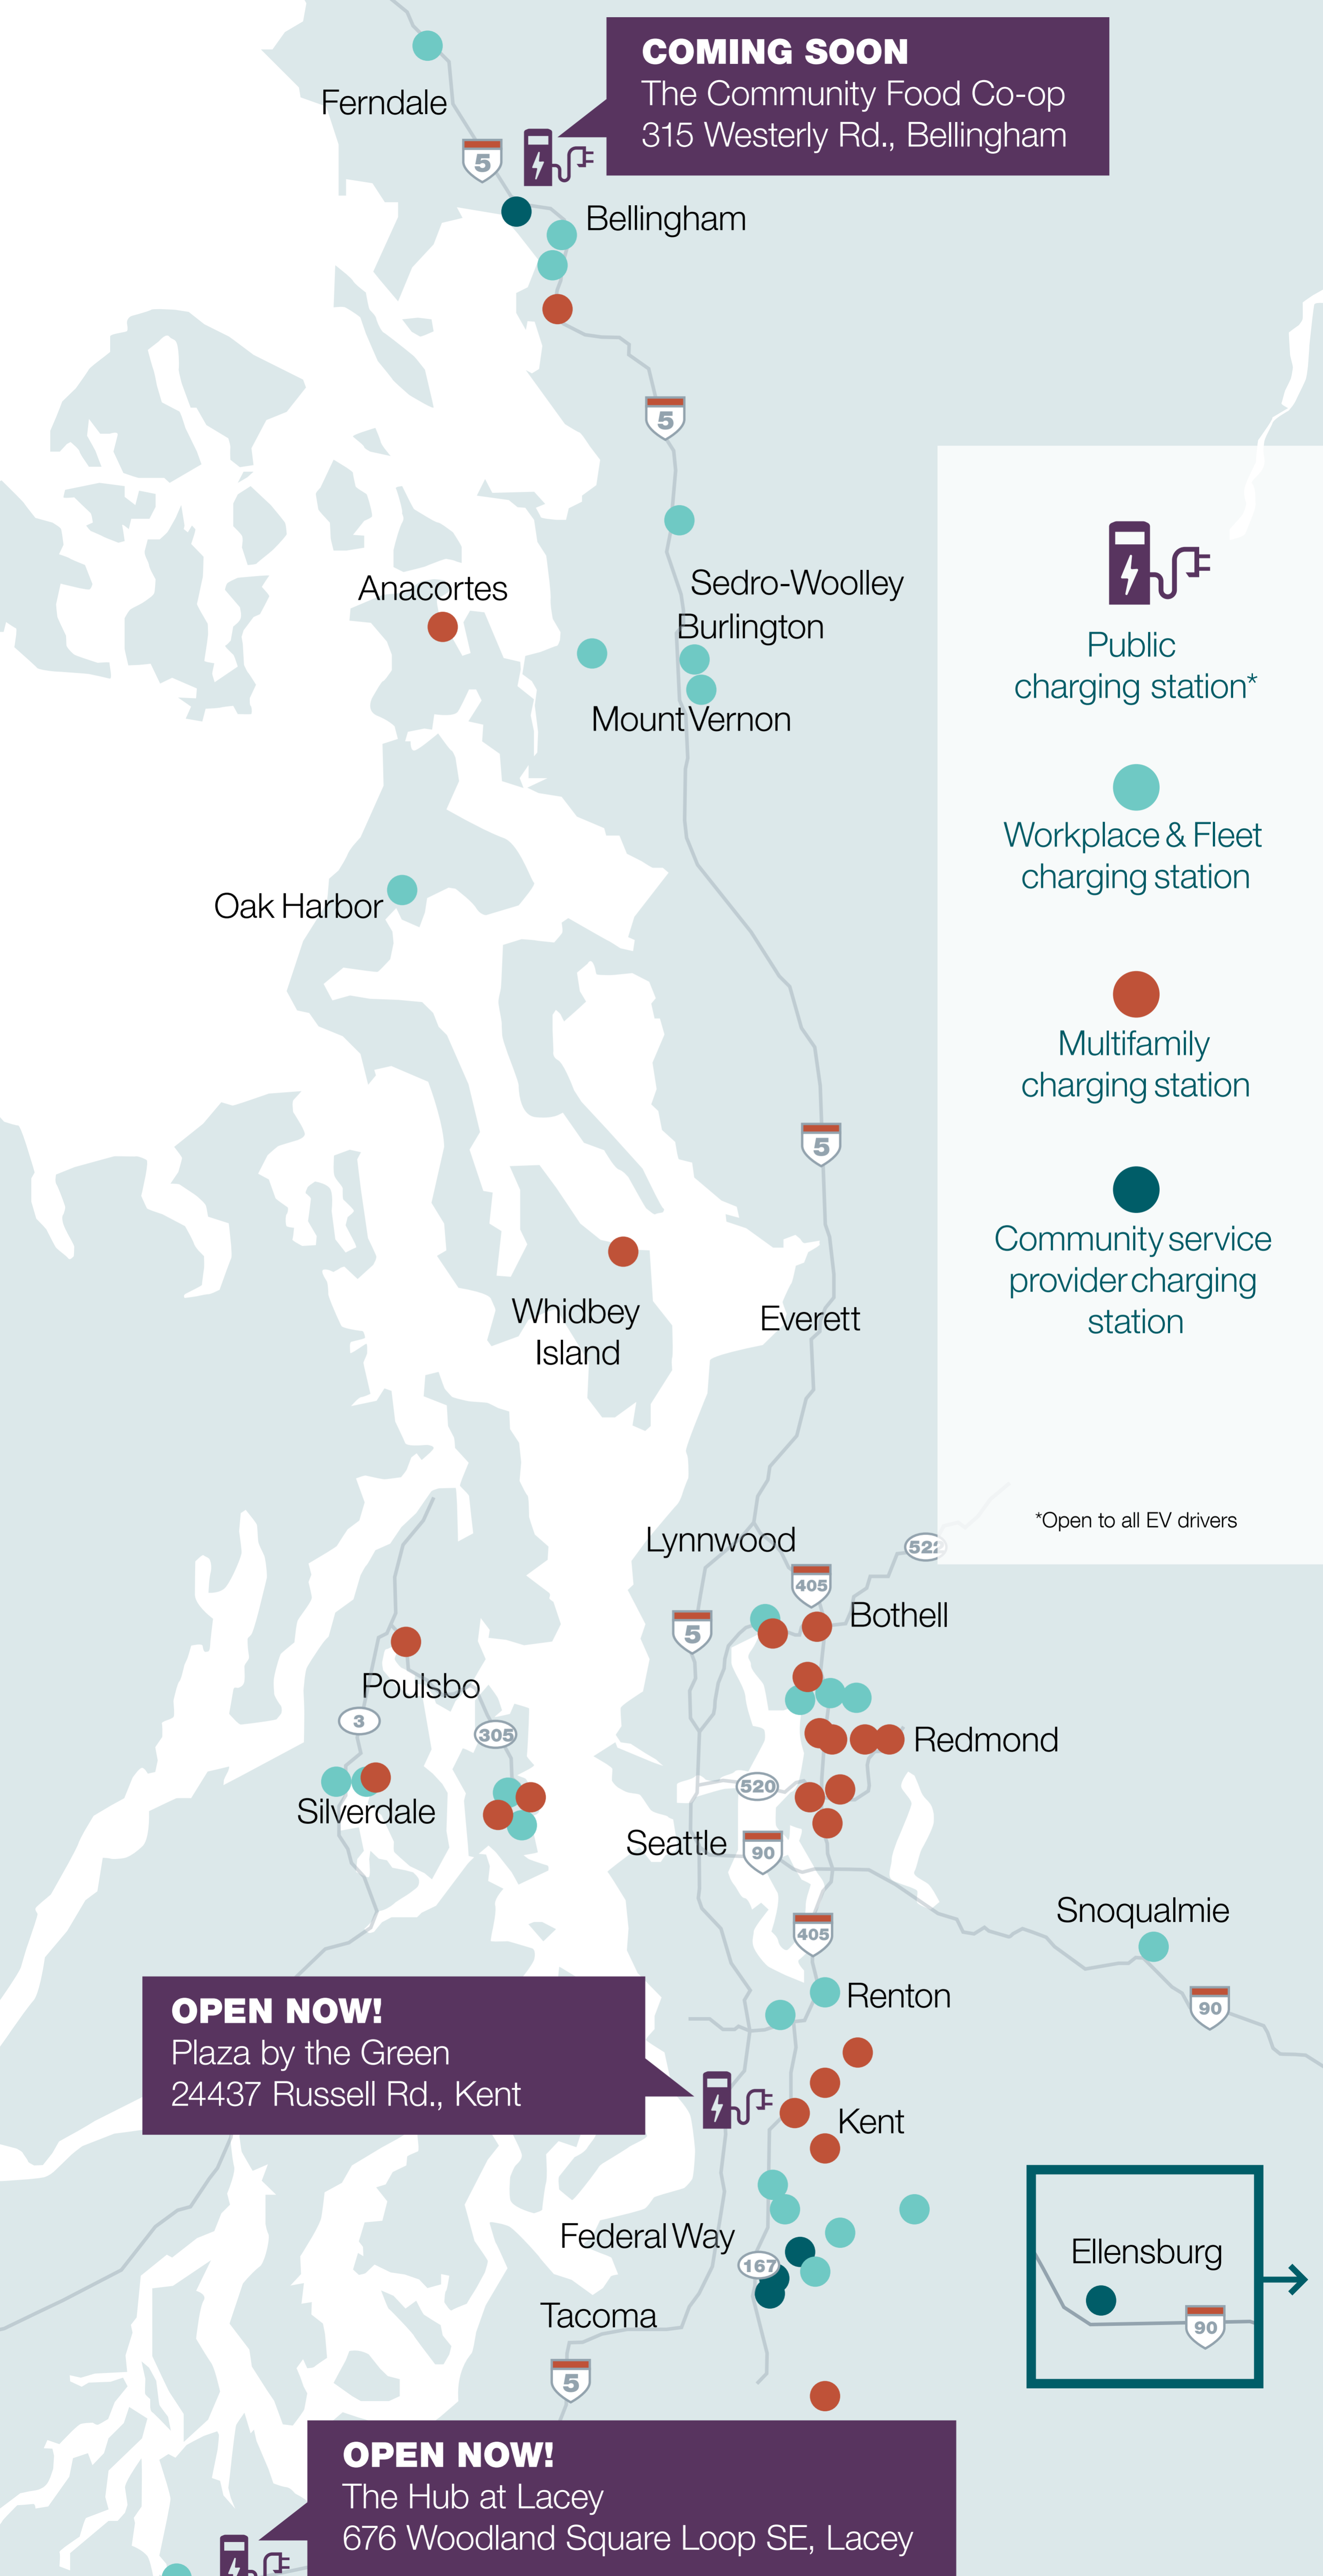 COMING SOON
The Community Food Co-op
315 Westerly Rd., Bellingham
Ferndale
5
Bellingham
5
Anacortes
Sedro-Woolley
Burlington
Mount Vernon
Public
charging station*
Workplace & Fleet
charging station
Oak Harbor
Multifamily
charging station
5
Community service
provider charging
station
Whidbey
Island
Everett
*Open to all EV drivers
Lynnwood
522
405
Bothell
5
Poulsbo
3
305
Redmond
520
Silverdale
Seattle
90
Snoqualmie
405
Renton
90
OPEN NOW!
Plaza by the Green
24437 Russell Rd., Kent
Kent
Federal Way
167
Ellensburg
90
Tacoma
5
OPEN NOW!
The Hub at Lacey
676 Woodland Square Loop SE, Lacey